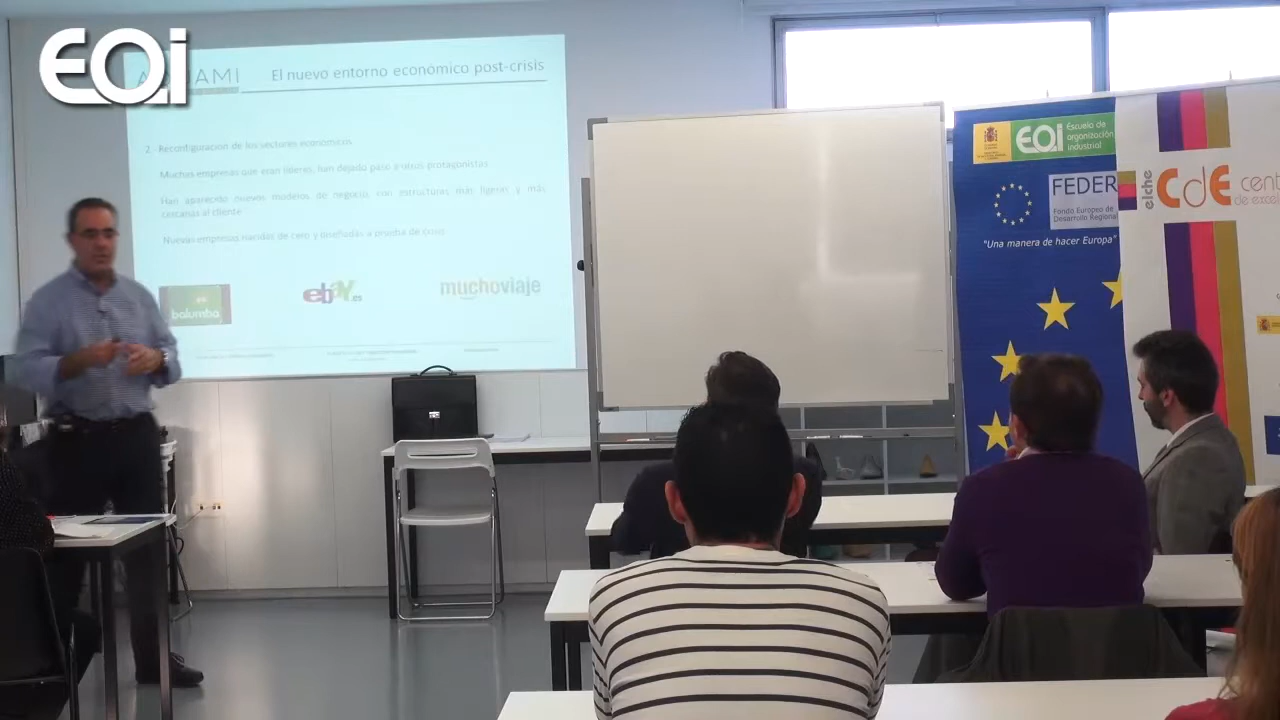 EOi
El nuevo entorno económico post-crisis
2. Reconfiguración de los sectores económicos
Muchas empresas que eran líderes, han dejado paso a otros protagonistas
Han aparecido nuevos modelos de negocio, con estructuras más ligeras y más
cercanas al cliente
Nuevas empresas nacidas de cero y diseñadas a prueba de crisis
balumba
ebay.es
muchoviaje
EOi
Escuela de
organización
industrial
FEDER
Fondo Europeo de
Desarrollo Regional
"Una manera de hacer Europa"
elche
CdE